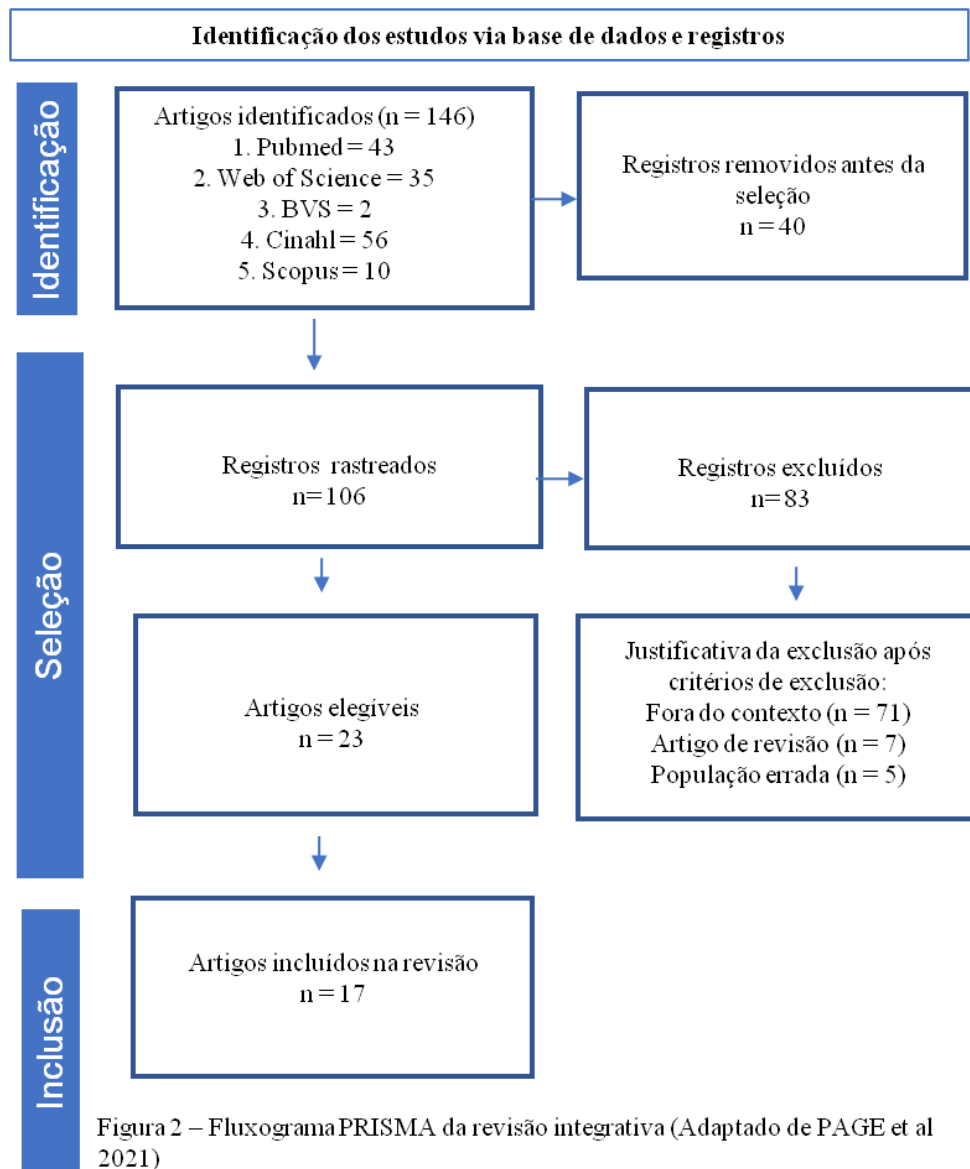 Identificação dos estudos via base de dados e registros
Identificação
Artigos identificados (n = 146)
1. Pubmed = 43
2. Web of Science = 35
3. BVS = 2
4. Cinahl = 56
5. Scopus = 10
Registros removidos antes da
seleção
n = 40
Seleção
Registros rastreados
n= 106
Registros excluídos
n= 83
Artigos elegíveis
n = 23
Justificativa da exclusão após
critérios de exclusão:
Fora do contexto (n = 71)
Artigo de revisão (n = 7)
População errada (n = 5)
Inclusão
Artigos incluídos na revisão
n = 17
Figura 2 – Fluxograma PRISMA da revisão integrativa (Adaptado de PAGE et al
2021)